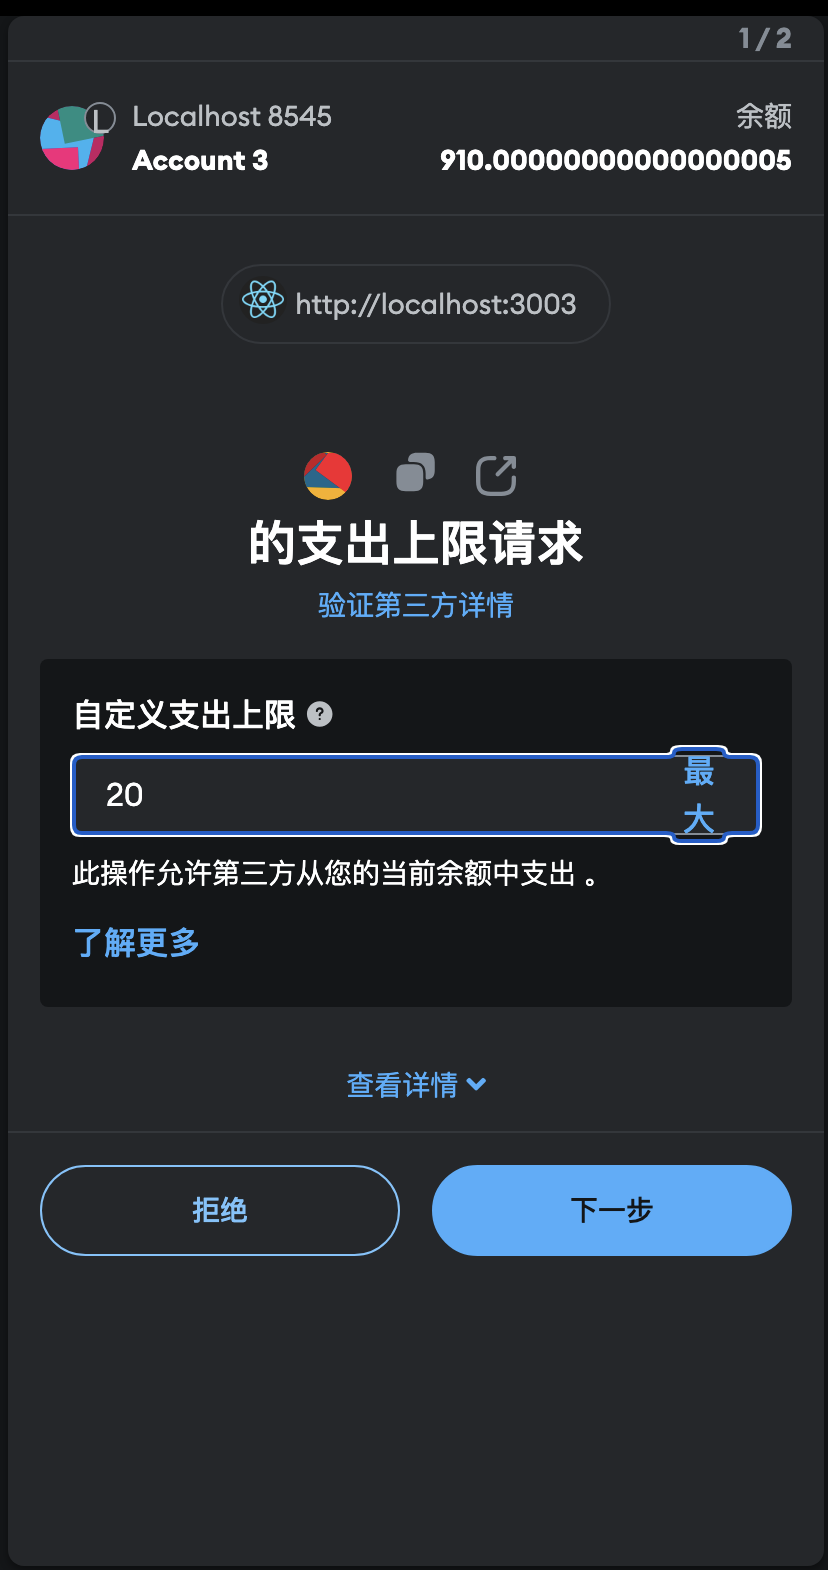 1 / 2
L
Localhost 8545
余额
Account 3
910.00000000000000005
http://localhost:3003
的支出上限请求
验证第三方详情
自定义支出上限 ?
20
最
大
此操作允许第三方从您的当前余额中支出 。
了解更多
查看详情
拒绝
下一步